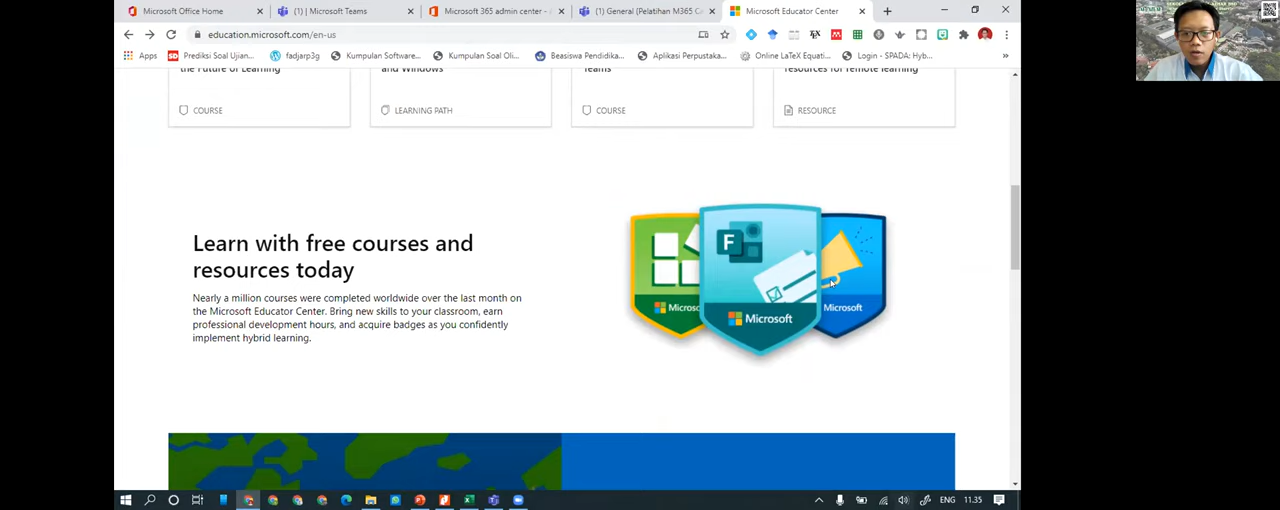 Microsoft Office Home
(1) | Microsoft Teams
Microsoft 365 admin center -
(1) General (Pelatihan M365
Microsoft Educator Center
education.microsoft.com/en-us
Apps
Prediksi Soal Ujian...
fadjarp3g
Kumpulan Software...
Kumpulan Soal Oli...
Beasiswa Pendidika...
Aplikasi Perpustaka...
Online LaTeX Equati...
Login - SPADA: Hyb...
the Future of Learning
and Windows
Teams
resources for remote learning
COURSE
LEARNING PATH
COURSE
RESOURCE
Learn with free courses and
resources today
Nearly a million courses were completed worldwide over the last month on
the Microsoft Educator Center. Bring new skills to your classroom, earn
professional development hours, and acquire badges as you confidently
implement hybrid learning.
F
Microsoft
Microsoft
ENG
11.35